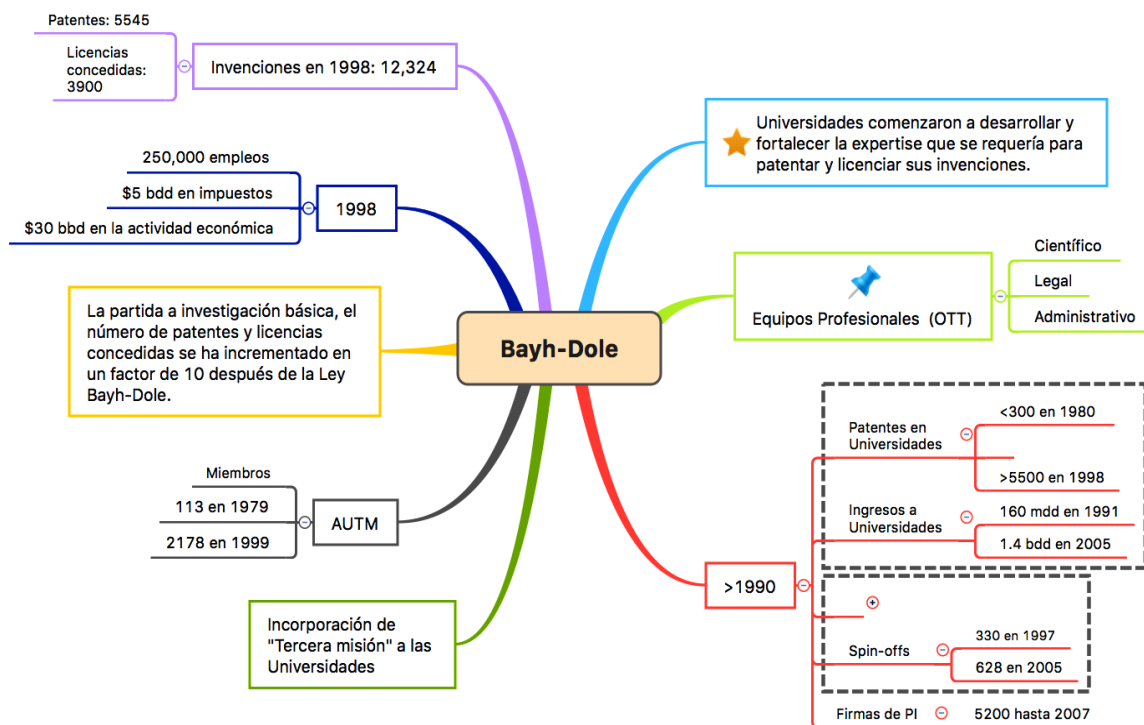 Patentes: 5545
Licencias
concedidas:
3900
Invenciones en 1998: 12,324
250,000 empleos
$5 bdd en impuestos
$30 bbd en la actividad económica
1998
La partida a investigación básica, el
número de patentes y licencias
concedidas se ha incrementado en
un factor de 10 después de la Ley
Bayh-Dole.
Miembros
113 en 1979
2178 en 1999
AUTM
Incorporación de
"Tercera misión" a las
Universidades
Bayh-Dole
Universidades comenzaron a desarrollar y
fortalecer la expertise que se requería para
patentar y licenciar sus invenciones.
Equipos Profesionales (OTT)
Científico
Legal
Administrativo
>1990
Patentes en
Universidades
<300 en 1980
>5500 en 1998
Ingresos a
Universidades
160 mdd en 1991
1.4 bdd en 2005
Spin-offs
330 en 1997
628 en 2005
Firmas de PI
5200 hasta 2007